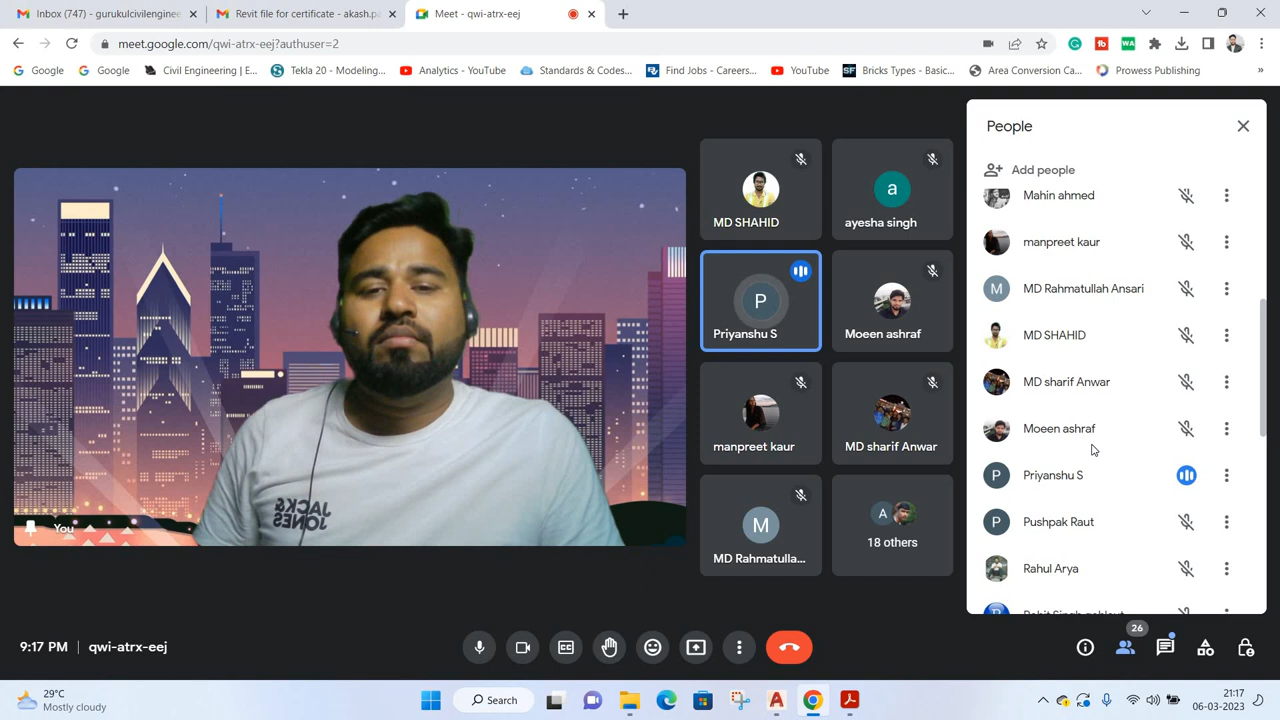 Inbox (747) - gurukulcivilenginee
Revit file for certificate - akash.pa
Meet - qwi-atrx-eej
meet.google.com/qwi-atrx-eej?authuser=2
Google
Google
Civil Engineering | E...
Tekla 20 - Modeling...
Analytics - YouTube
Standards & Codes...
Find Jobs - Careers...
YouTube
Bricks Types - Basic...
Area Conversion Ca...
Prowess Publishing
You
JACK&
JONES
MD SHAHID
a
ayesha singh
P
Priyanshu S
Moeen ashraf
manpreet kaur
MD sharif Anwar
M
MD Rahmatulla...
A
18 others
People
Add people
Mahin ahmed
manpreet kaur
M
MD Rahmatullah Ansari
MD SHAHID
MD sharif Anwar
Moeen ashraf
P
Priyanshu S
P
Pushpak Raut
Rahul Arya
9:17 PM | qwi-atrx-eej
26
29°C
Mostly cloudy
Search
21:17
06-03-2023